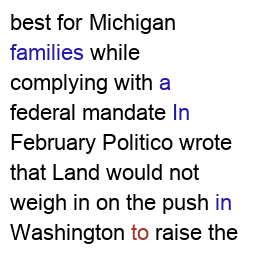 best for Michigan
families while
complying with a
federal mandate In
February Politico wrote
that Land would not
weigh in on the push in
Washington to raise the